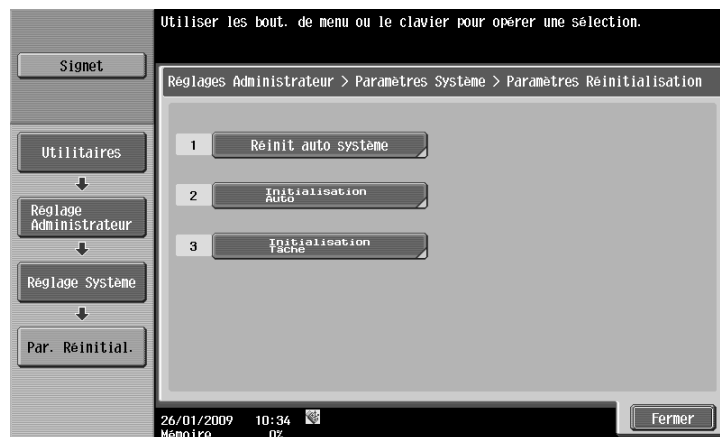 Utiliser les bout. de menu ou le clavier pour opérer une sélection.
Signet
Réglages Administrateur > Paramètres Système > Paramètres Réinitialisation
Utilitaires
Réglage
Administrateur
Réglage Système
Par. Réinitial.
1 Réinit auto système
2 Initialisation
Auto
3 Initialisation
Tâche
26/01/2009 10:34
Mémoire 0%
Fermer